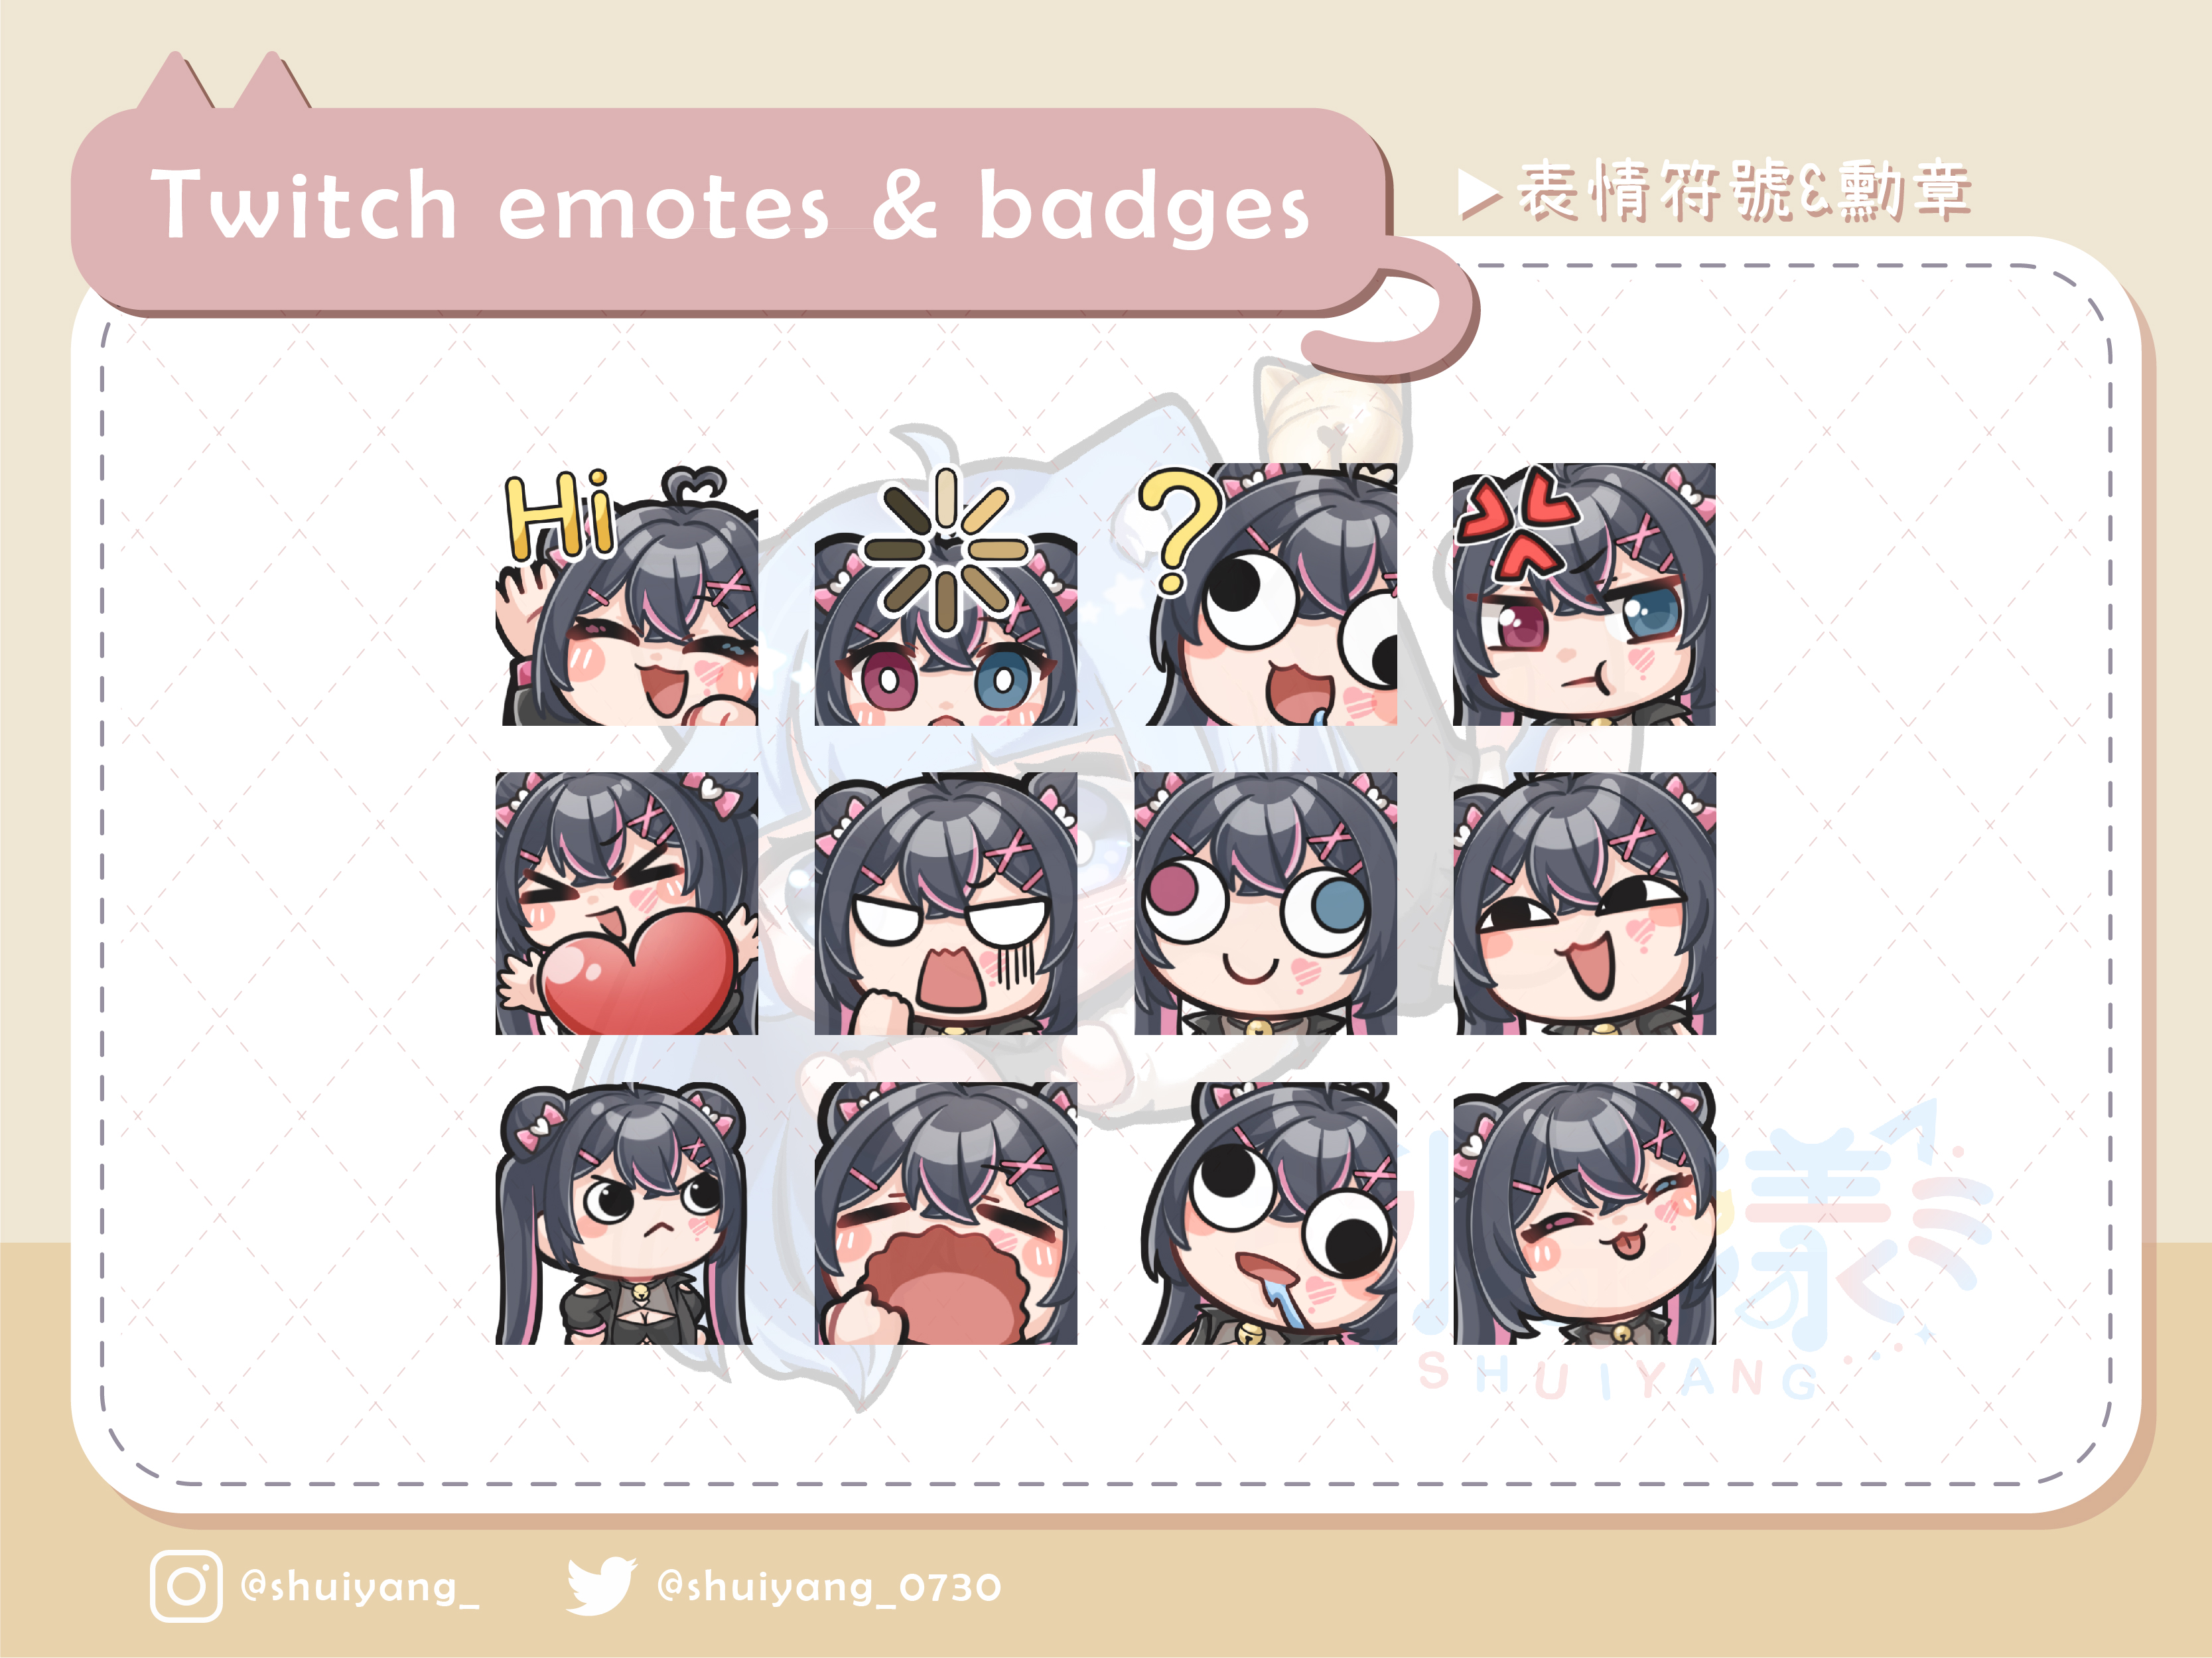 Twitch emotes & badges
▶表情符號&勳章
Hi
?
SHUIYANG
@shuiyang_
@shuiyang_0730